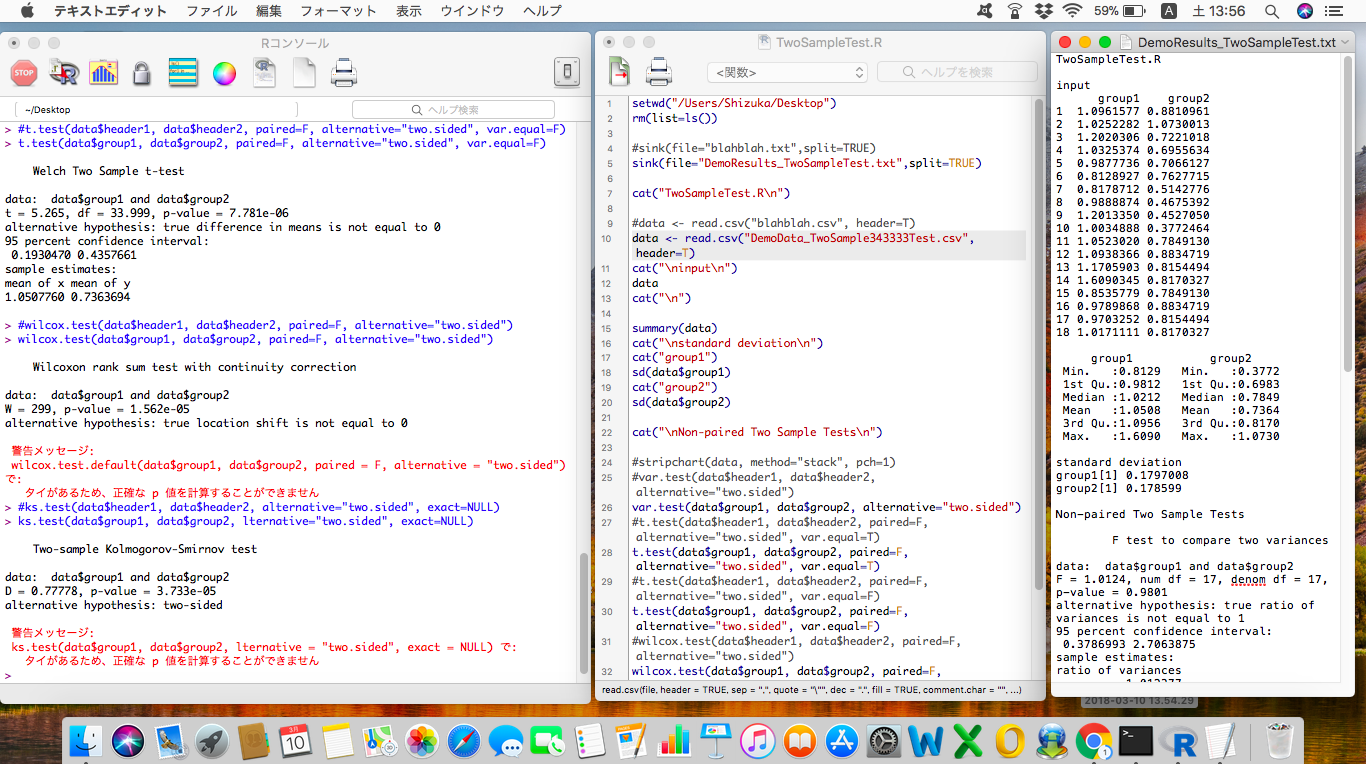 テキストエディット ファイル 編集 フォーマット 表示 ウインドウ ヘルプ 59% A 土 13:56
Rコンソール
STOP
~/Desktop ヘルプ検索
> #t.test(data$header1, data$header2, paired=F, alternative="two.sided", var.equal=F)
> t.test(data$group1, data$group2, paired=F, alternative="two.sided", var.equal=F)
Welch Two Sample t-test
data:  data$group1 and data$group2
t = 5.265, df = 33.999, p-value = 7.781e-06
alternative hypothesis: true difference in means is not equal to 0
95 percent confidence interval:
0.1930470 0.4357661
sample estimates:
mean of x mean of y
1.0507760 0.7363694
> #wilcox.test(data$header1, data$header2, paired=F, alternative="two.sided")
> wilcox.test(data$group1, data$group2, paired=F, alternative="two.sided")
Wilcoxon rank sum test with continuity correction
data:  data$group1 and data$group2
W = 299, p-value = 1.562e-05
alternative hypothesis: true location shift is not equal to 0
警告メッセージ:
wilcox.test.default(data$group1, data$group2, paired = F, alternative = "two.sided")
で:
タイがあるため、正確な p 値を計算することができません
> #ks.test(data$header1, data$header2, alternative="two.sided", exact=NULL)
> ks.test(data$group1, data$group2, lternative="two.sided", exact=NULL)
Two-sample Kolmogorov-Smirnov test
data:  data$group1 and data$group2
D = 0.77778, p-value = 3.733e-05
alternative hypothesis: two-sided
警告メッセージ:
ks.test(data$group1, data$group2, lternative = "two.sided", exact = NULL) で:
タイがあるため、正確な p 値を計算することができません
>
TwoSampleTest.R
<関数> ヘルプを検索
1 setwd("/Users/Shizuka/Desktop")
2 rm(list=ls())
3
4 #sink(file="blahblah.txt",split=TRUE)
5 sink(file="DemoResults_TwoSampleTest.txt",split=TRUE)
6
7 cat("TwoSampleTest.R\n")
8
9 #data <- read.csv("blahblah.csv", header=T)
10 data <- read.csv("DemoData_TwoSample343333Test.csv",
header=T)
11 cat("\ninput\n")
12 data
13 cat("\n")
14
15 summary(data)
16 cat("\nstandard deviation\n")
17 cat("group1")
18 sd(data$group1)
19 cat("group2")
20 sd(data$group2)
21
22 cat("\nNon-paired Two Sample Tests\n")
23
24 #stripchart(data, method="stack", pch=1)
25 #var.test(data$header1, data$header2,
alternative="two.sided")
26 var.test(data$group1, data$group2, alternative="two.sided")
27 #t.test(data$header1, data$header2, paired=F,
alternative="two.sided", var.equal=T)
28 t.test(data$group1, data$group2, paired=F,
alternative="two.sided", var.equal=T)
29 #t.test(data$header1, data$header2, paired=F,
alternative="two.sided", var.equal=F)
30 t.test(data$group1, data$group2, paired=F,
alternative="two.sided", var.equal=F)
31 #wilcox.test(data$header1, data$header2, paired=F,
alternative="two.sided")
32 wilcox.test(data$group1, data$group2, paired=F,
read.csv(file, header = TRUE, sep = ",", quote = "\"", dec = ".", fill = TRUE, comment.char = "", ...)
DemoResults_TwoSampleTest.txt
TwoSampleTest.R
input
group1 group2
1 1.0961577 0.8810961
2 1.0252282 1.0730013
3 1.2020306 0.7221018
4 1.0325374 0.6955634
5 0.9877736 0.7066127
6 0.8128927 0.7627715
7 0.8178712 0.5142776
8 0.9888874 0.4675392
9 1.2013350 0.4527050
10 1.0034888 0.3772464
11 1.0523020 0.7849130
12 1.0938366 0.8834719
13 1.1705903 0.8154494
14 1.6090345 0.8170327
15 0.8535779 0.7849130
16 0.9789868 0.8834719
17 0.9703252 0.8154494
18 1.0171111 0.8170327
group1 group2
Min. :0.8129 Min. :0.3772
1st Qu.:0.9812 1st Qu.:0.6983
Median :1.0212 Median :0.7849
Mean :1.0508 Mean :0.7364
3rd Qu.:1.0956 3rd Qu.:0.8170
Max. :1.6090 Max. :1.0730
standard deviation
group1[1] 0.1797008
group2[1] 0.178599
Non-paired Two Sample Tests
F test to compare two variances
data:  data$group1 and data$group2
F = 1.0124, num df = 17, denom df = 17,
p-value = 0.9801
alternative hypothesis: true ratio of
variances is not equal to 1
95 percent confidence interval:
0.3786993 2.7063875
sample estimates:
ratio of variances
2018-03-10 13.54.29
3月
10